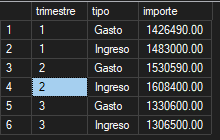 trimestre tipo importe
1 1 Gasto 1426490.00
2 1 Ingreso 1483000.00
3 2 Gasto 1530590.00
4 2 Ingreso 1608400.00
5 3 Gasto 1330600.00
6 3 Ingreso 1306500.00